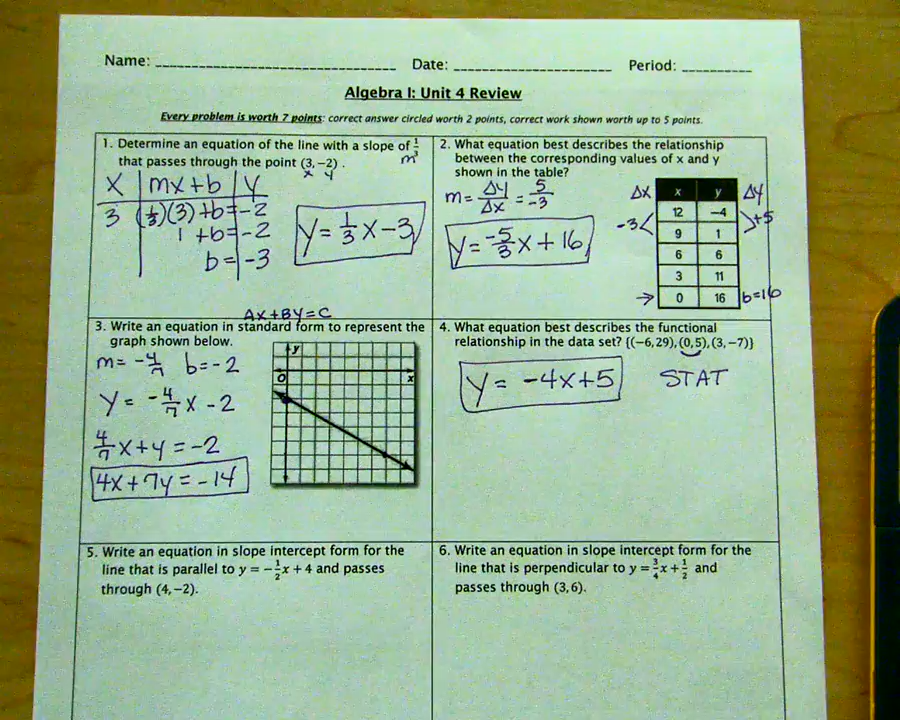 Name: ____________ Date: ____________ Period: ________
Algebra I: Unit 4 Review
Every problem is worth 7 points: correct answer circled worth 2 points, correct work shown worth up to 5 points.
1. Determine an equation of the line with a slope of 1/3
that passes through the point (3, −2).
m
x y
X | mx+b | y
3 | (1/3)(3)+b = -2
1 + b = -2
b = -3
y = 1/3 x - 3
2. What equation best describes the relationship
between the corresponding values of x and y
shown in the table?
m = Δy/Δx = 5/-3
y = -5/3 x + 16
Δx x y Δy
12 −4
-3 +5
9 1
6 6
3 11
→ 0 16 b=16
Ax+By=C
3. Write an equation in standard form to represent the
graph shown below.
m= -4/7 b= -2
y = -4/7 x - 2
4/7 x + y = -2
4x + 7y = -14
y
O x
4. What equation best describes the functional
relationship in the data set? {(−6, 29), (0, 5), (3, −7)}
y = -4x + 5
STAT
5. Write an equation in slope intercept form for the
line that is parallel to y = −1/2 x + 4 and passes
through (4, −2).
6. Write an equation in slope intercept form for the
line that is perpendicular to y = 3/4 x + 1/2 and
passes through (3, 6).